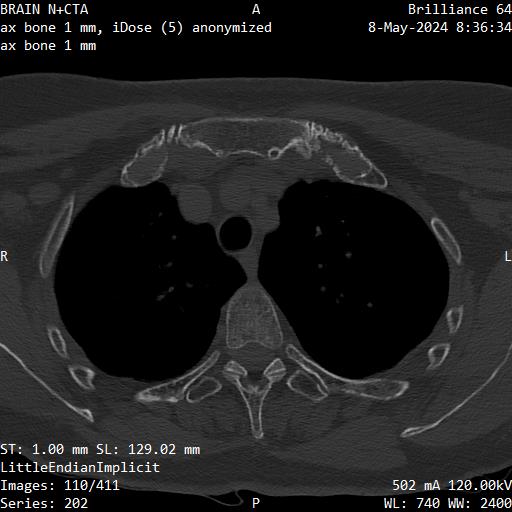 BRAIN N+CTA
A
Brilliance 64
ax bone 1 mm, iDose (5) anonymized
8-May-2024 8:36:34
ax bone 1 mm
R
L
ST: 1.00 mm SL: 129.02 mm
LittleEndianImplicit
Images: 110/411
502 mA 120.00kV
Series: 202
P
WL: 740 WW: 2400